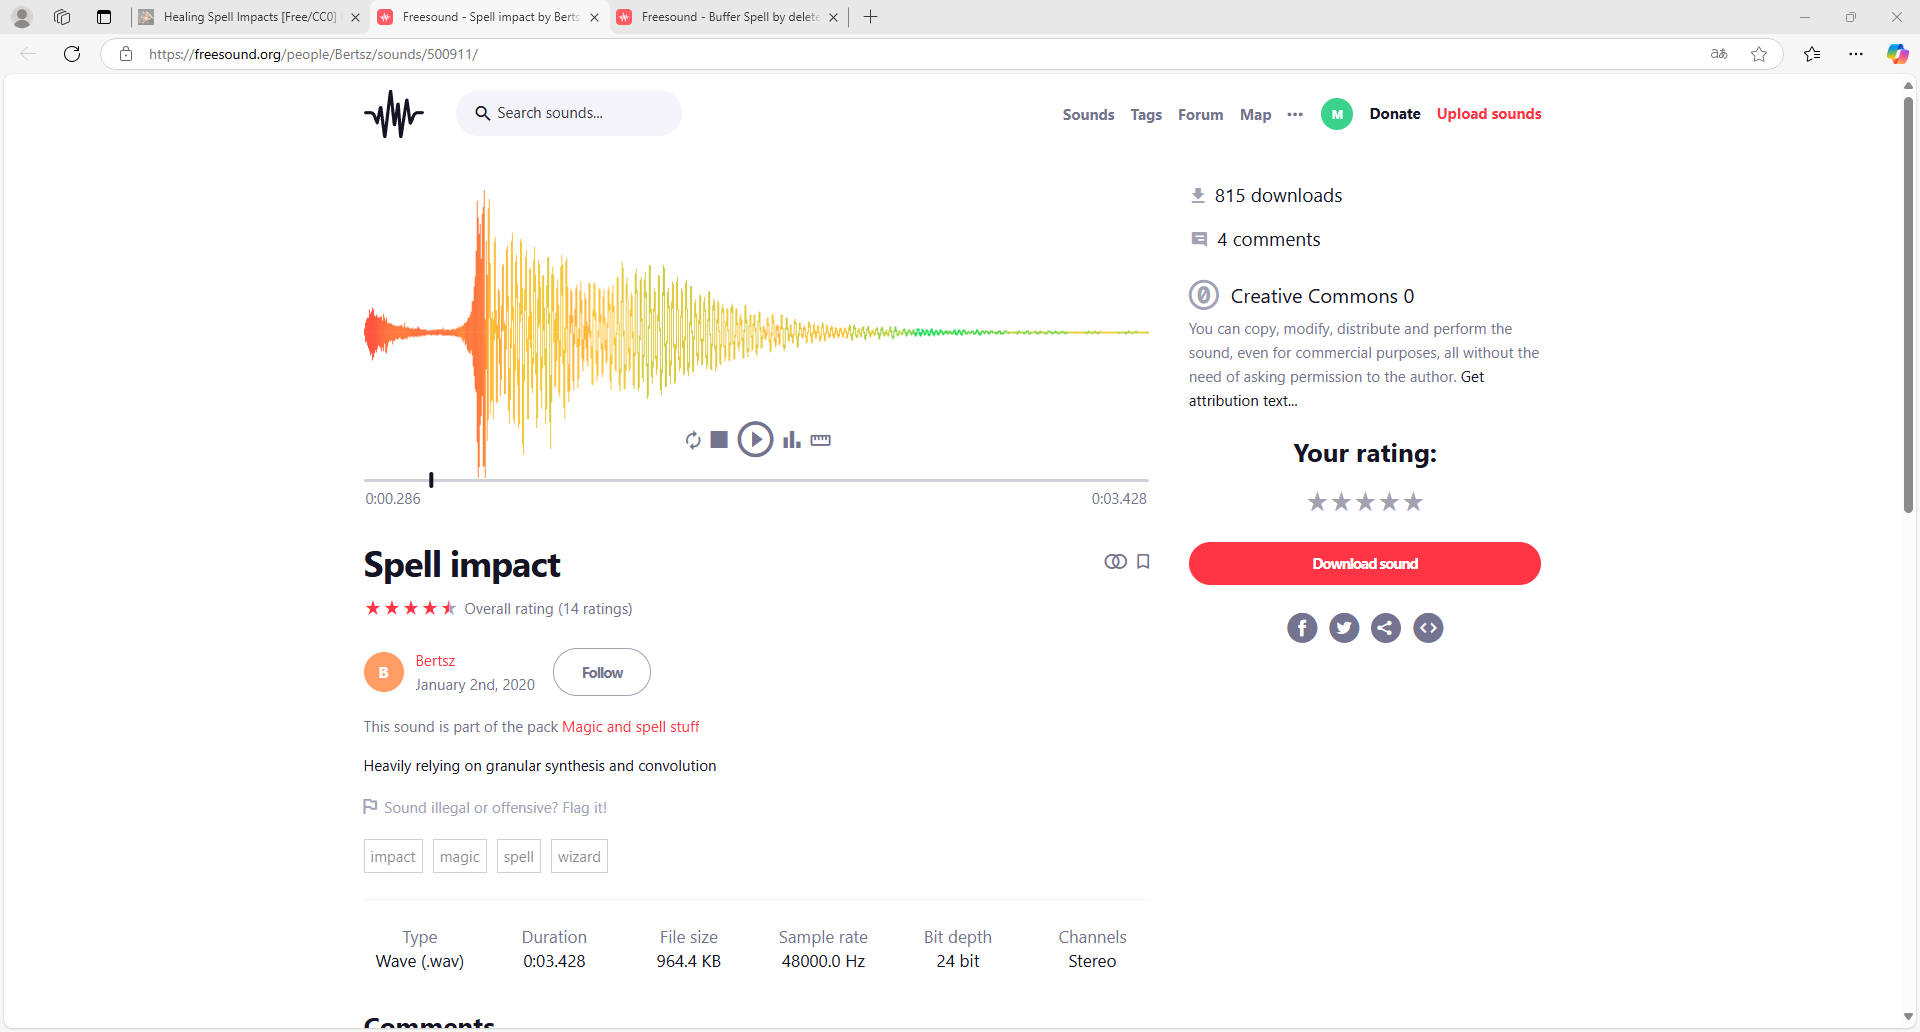 Healing Spell Impacts [Free/CC0]
Freesound - Spell impact by Berts
Freesound - Buffer Spell by delete
https://freesound.org/people/Bertsz/sounds/500911/
aあ
Search sounds...
Sounds
Tags
Forum
Map
M
Donate
Upload sounds
815 downloads
4 comments
0
Creative Commons 0
You can copy, modify, distribute and perform the
sound, even for commercial purposes, all without the
need of asking permission to the author. Get
attribution text...
0:00.286
0:03.428
Your rating:
Download sound
Spell impact
Overall rating (14 ratings)
B
Bertsz
January 2nd, 2020
Follow
This sound is part of the pack Magic and spell stuff
Heavily relying on granular synthesis and convolution
Sound illegal or offensive? Flag it!
impact
magic
spell
wizard
Type
Duration
File size
Sample rate
Bit depth
Channels
Wave (.wav)
0:03.428
964.4 KB
48000.0 Hz
24 bit
Stereo
Comments